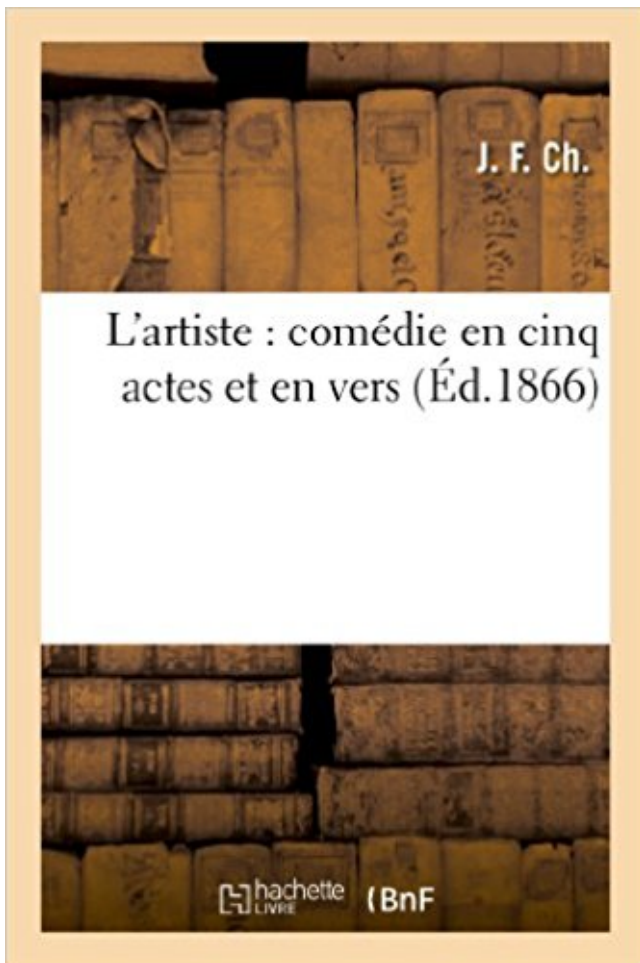 J. F. Ch.
L'artiste : comédie en cinq
actes et en vers (Éd.1866)
hachette
LIVRE
(BnF